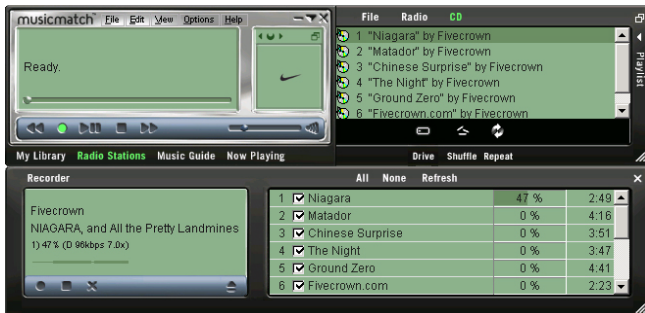 musicmatch File Edit View Options Help
Ready.
My Library Radio Stations Music Guide Now Playing
File Radio CD
1 "Niagara" by Fivecrown
2 "Matador" by Fivecrown
3 "Chinese Surprise" by Fivecrown
4 "The Night" by Fivecrown
5 "Ground Zero" by Fivecrown
6 "Fivecrown.com" by Fivecrown
Drive Shuffle Repeat
Playlist
Recorder
Fivecrown
NIAGARA, and All the Pretty Landmines
1) 47% (D 96kbps 7.0x)
All None Refresh
1 Niagara 47 % 2:49
2 Matador 0 % 4:16
3 Chinese Surprise 0 % 3:51
4 The Night 0 % 3:47
5 Ground Zero 0 % 4:41
6 Fivecrown.com 0 % 2:23